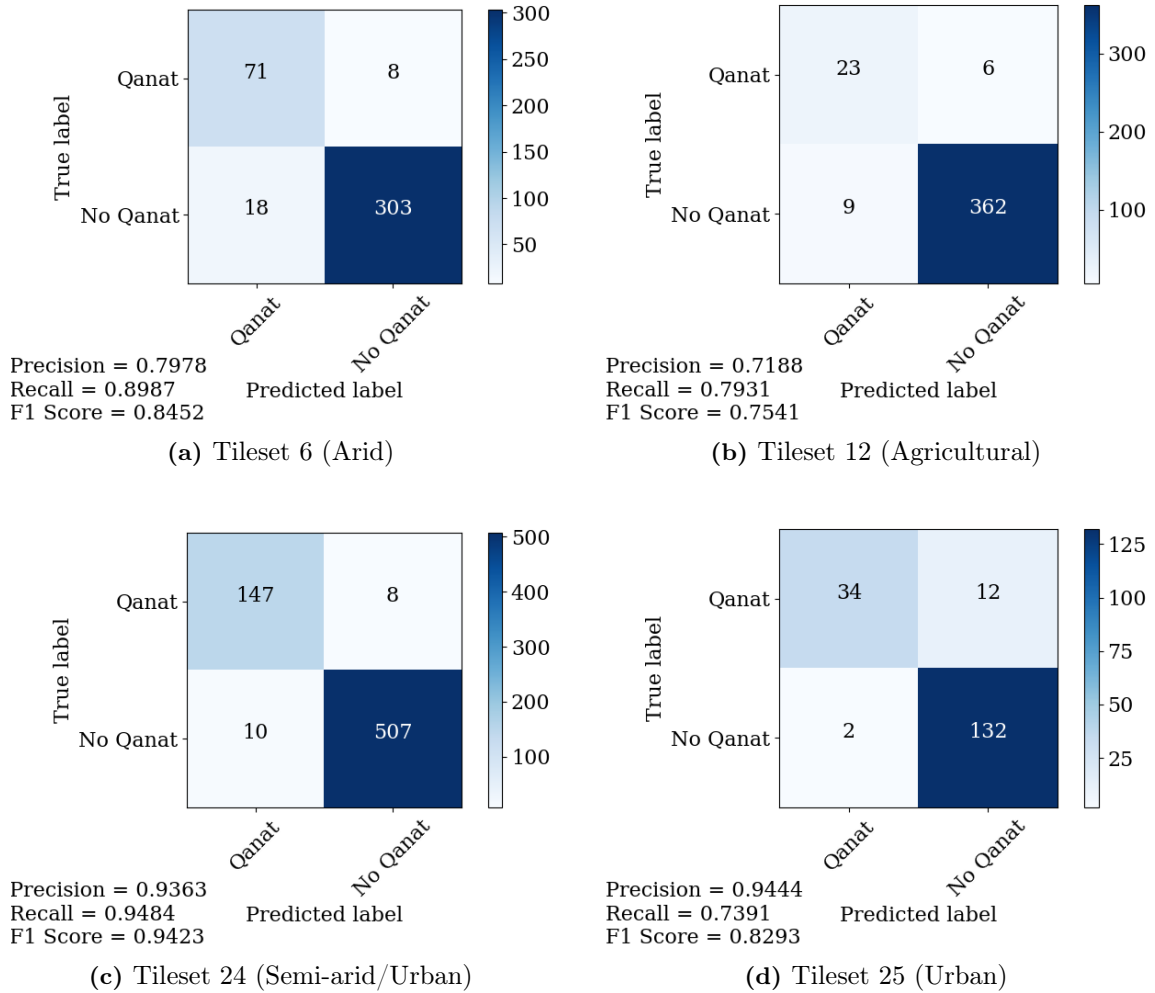 300
250
200
150
100
50
Qanat
No Qanat
True label
71 8
18 303
Qanat
No Qanat
Predicted label
Precision = 0.7978
Recall = 0.8987
F1 Score = 0.8452
(a) Tileset 6 (Arid)
300
200
100
Qanat
No Qanat
True label
23 6
9 362
Qanat
No Qanat
Predicted label
Precision = 0.7188
Recall = 0.7931
F1 Score = 0.7541
(b) Tileset 12 (Agricultural)
500
400
300
200
100
Qanat
No Qanat
True label
147 8
10 507
Qanat
No Qanat
Predicted label
Precision = 0.9363
Recall = 0.9484
F1 Score = 0.9423
(c) Tileset 24 (Semi-arid/Urban)
125
100
75
50
25
Qanat
No Qanat
True label
34 12
2 132
Qanat
No Qanat
Predicted label
Precision = 0.9444
Recall = 0.7391
F1 Score = 0.8293
(d) Tileset 25 (Urban)